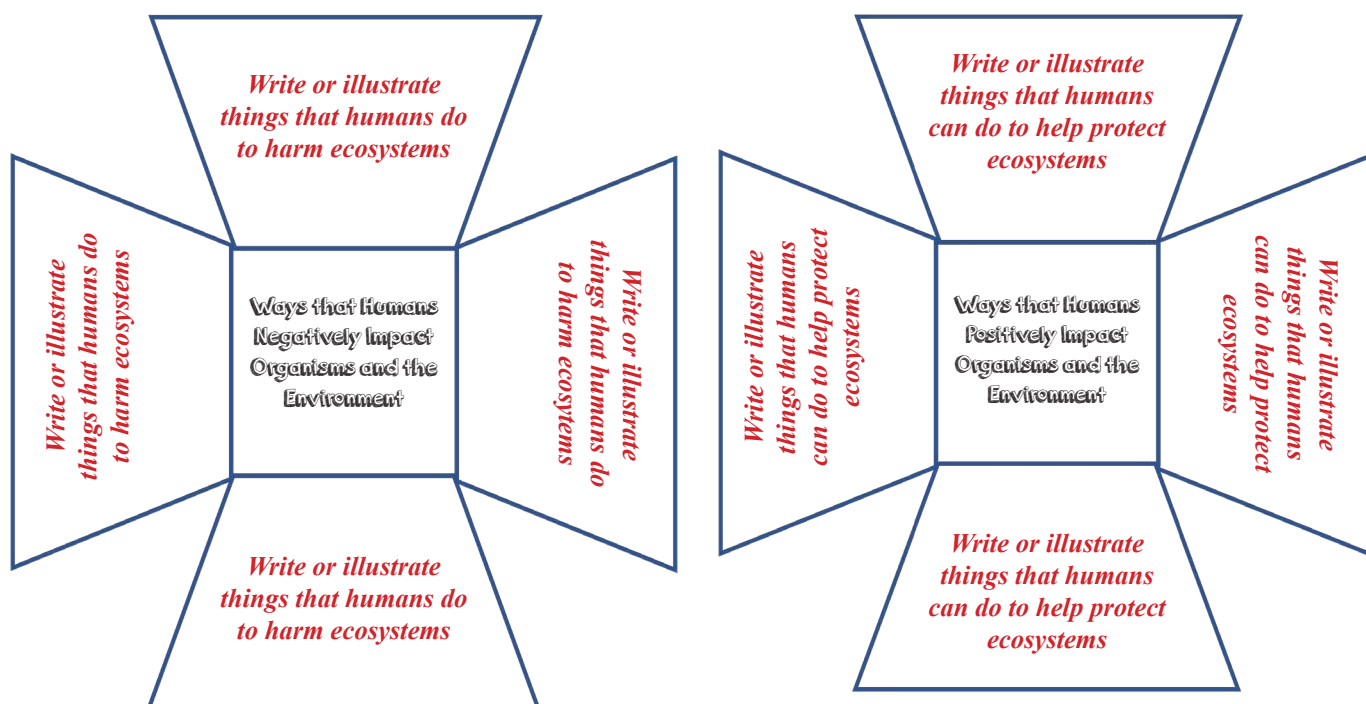 Write or illustrate
things that humans do
to harm ecosystems
Write or illustrate
things that humans do
to harm ecosystems
Ways that Humans
Negatively Impact
Organisms and the
Environment
Write or illustrate
things that humans do
to harm ecosystems
Write or illustrate
things that humans do
to harm ecosystems
Write or illustrate
things that humans
can do to help protect
ecosystems
Write or illustrate
things that humans
can do to help protect
ecosystems
Ways that Humans
Positively Impact
Organisms and the
Environment
Write or illustrate
things that humans
can do to help protect
ecosystems
Write or illustrate
things that humans
can do to help protect
ecosystems